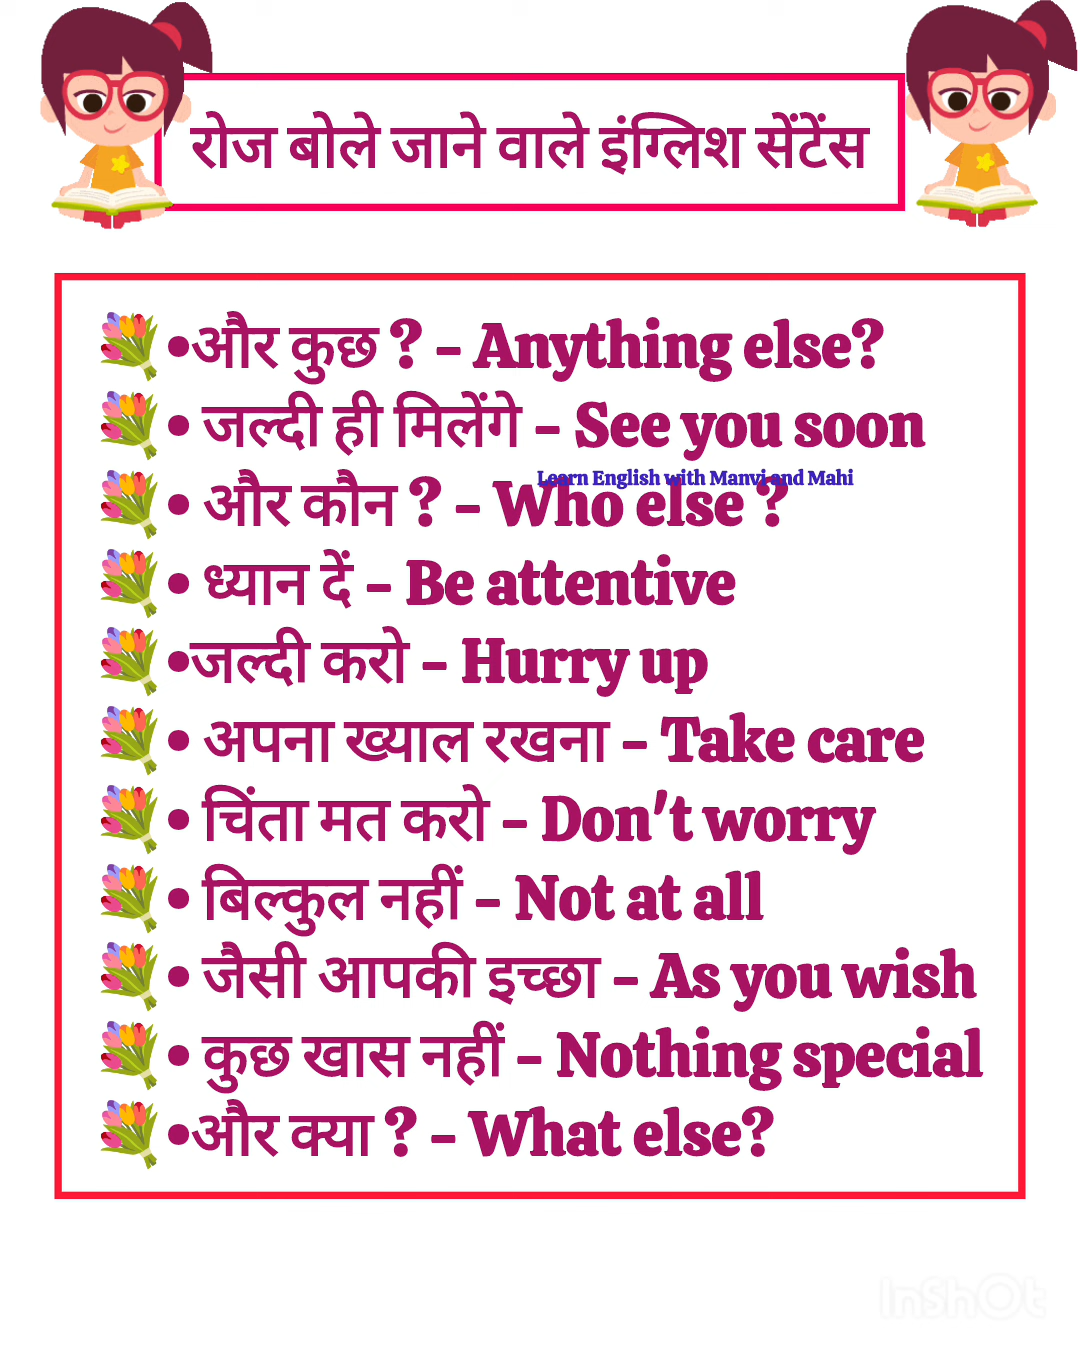 रोज बोले जाने वाले इंग्लिश सेंटेंस
•और कुछ ? - Anything else?
• जल्दी ही मिलेंगे - See you soon
Learn English with Manvi and Mahi
• और कौन ? - Who else ?
• ध्यान दें - Be attentive
•जल्दी करो - Hurry up
• अपना ख्याल रखना - Take care
• चिंता मत करो - Don't worry
• बिल्कुल नहीं - Not at all
• जैसी आपकी इच्छा - As you wish
• कुछ खास नहीं - Nothing special
•और क्या ? - What else?
InShOt